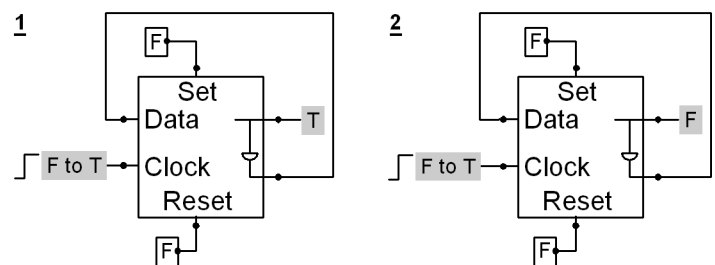 1
F
Set
Data
T
F to T
Clock
Reset
F
2
F
Set
Data
F
F to T
Clock
Reset
F